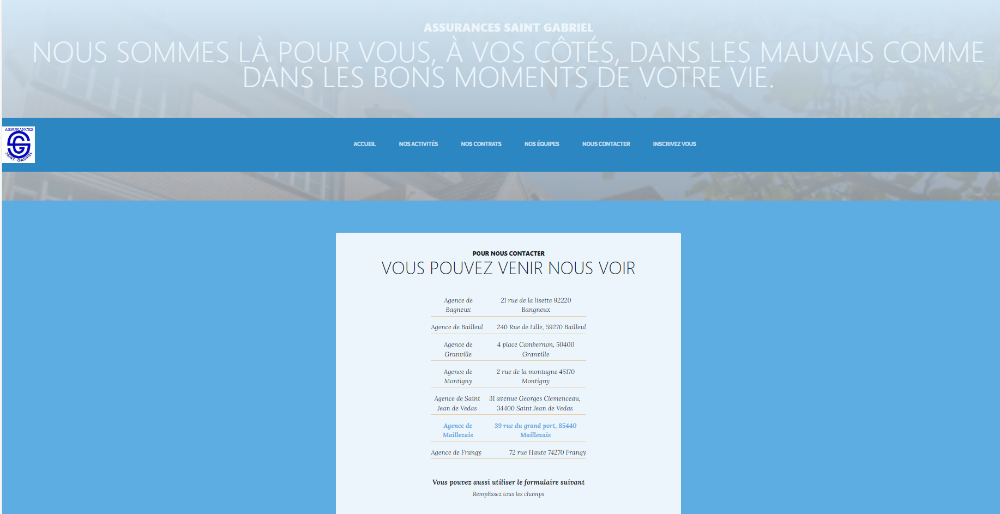 ASSURANCES SAINT GABRIEL
NOUS SOMMES LÀ POUR VOUS, À VOS CÔTÉS, DANS LES MAUVAIS COMME
DANS LES BONS MOMENTS DE VOTRE VIE.
ASSURANCES
SG
SAINT-GABRIEL
ACCUEIL NOS ACTIVITÉS NOS CONTRATS NOS ÉQUIPES NOUS CONTACTER INSCRIVEZ VOUS
POUR NOUS CONTACTER
VOUS POUVEZ VENIR NOUS VOIR
Agence de 21 rue de la lisette 92220
Bagneux Bangneux
Agence de Bailleul 240 Rue de Lille, 59270 Bailleul
Agence de 4 place Cambernon, 50400
Granville Granville
Agence de 2 rue de la montagne 45170
Montigny Montigny
Agence de Saint 31 avenue Georges Clemenceau,
Jean de Vedas 34400 Saint Jean de Vedas
Agence de 39 rue du grand port, 85440
Maillezais Maillezais
Agence de Frangy 72 rue Haute 74270 Frangy
Vous pouvez aussi utiliser le formulaire suivant
Remplissez tous les champs